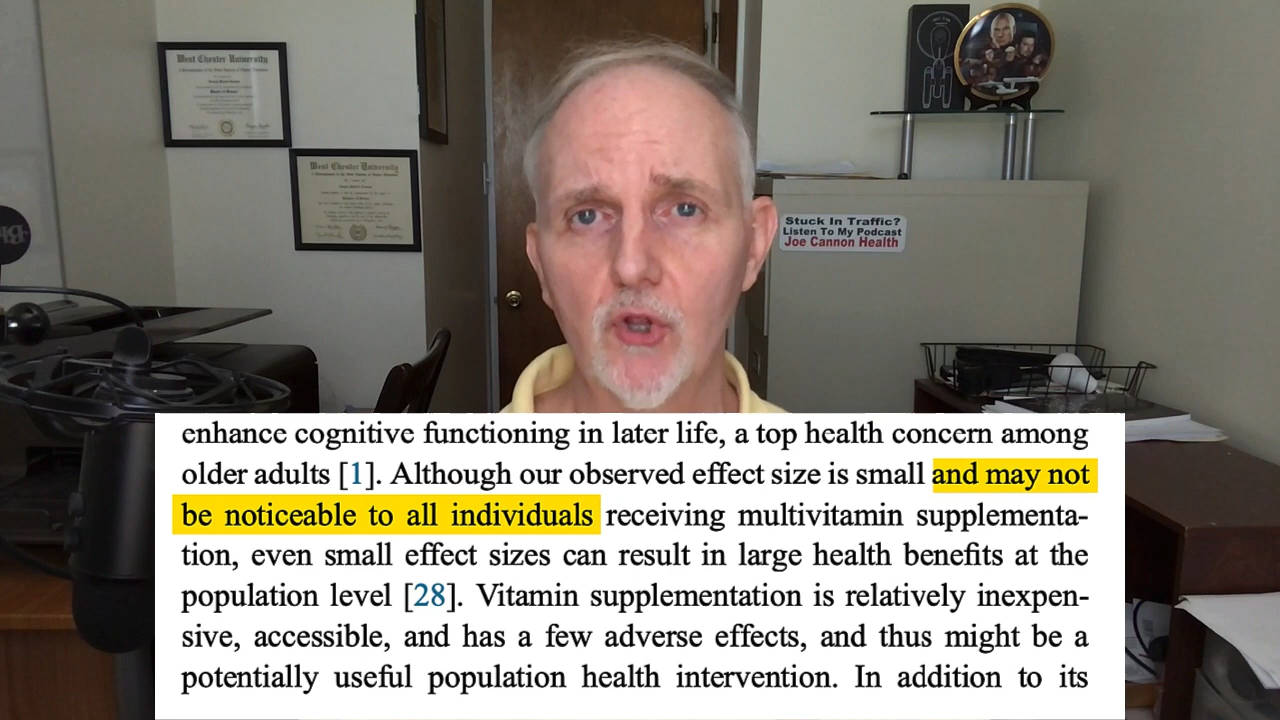 West Chester University
West Chester University
Stuck In Traffic?
Listen To My Podcast
Joe Cannon Health
enhance cognitive functioning in later life, a top health concern among
older adults [1]. Although our observed effect size is small and may not
be noticeable to all individuals receiving multivitamin supplementa-
tion, even small effect sizes can result in large health benefits at the
population level [28]. Vitamin supplementation is relatively inexpen-
sive, accessible, and has a few adverse effects, and thus might be a
potentially useful population health intervention. In addition to its